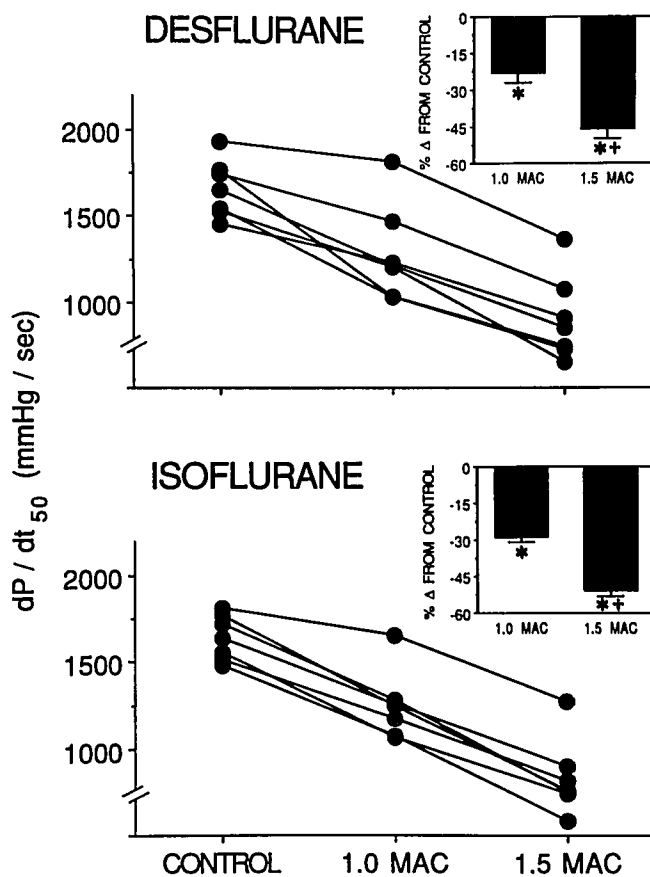 DESFLURANE
% Δ FROM CONTROL
0
-15
-30
-45
-60
*
*+
1.0 MAC
1.5 MAC
2000
1500
1000
dP / dt50 (mmHg / sec)
ISOFLURANE
% Δ FROM CONTROL
0
-15
-30
-45
-60
*
*+
1.0 MAC
1.5 MAC
2000
1500
1000
CONTROL
1.0 MAC
1.5 MAC